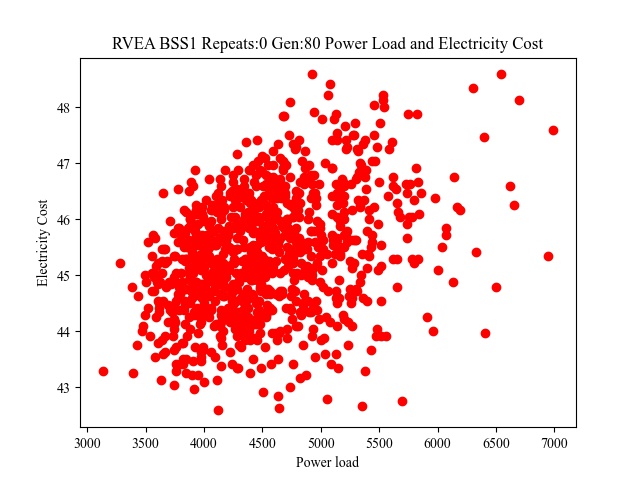 RVEA BSS1 Repeats:0 Gen:80 Power Load and Electricity Cost
48
47
46
45
44
43
Electricity Cost
3000 3500 4000 4500 5000 5500 6000 6500 7000
Power load